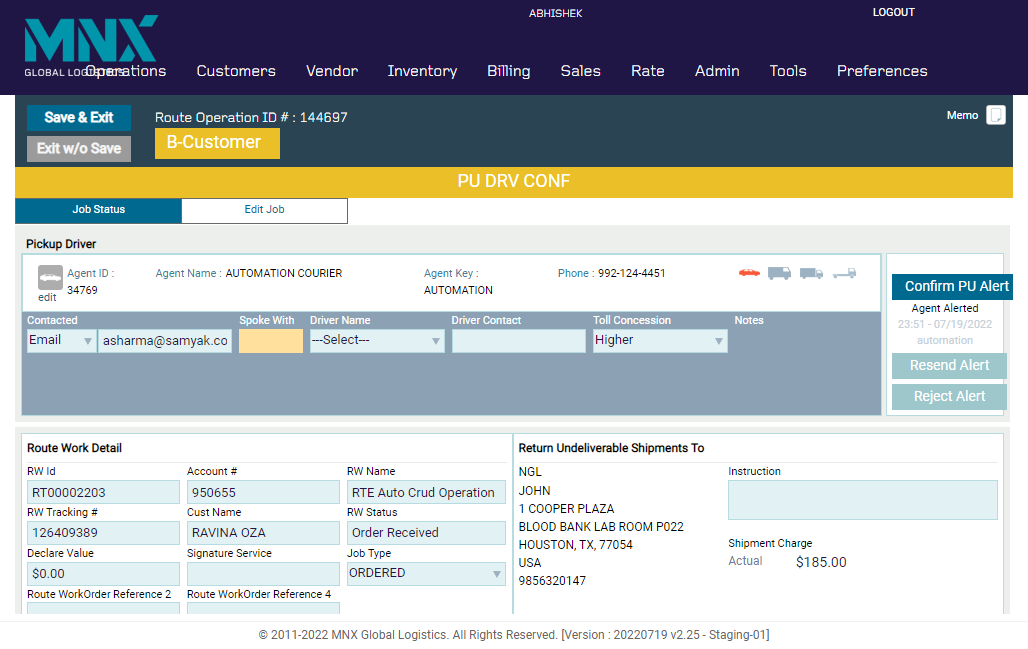 ABHISHEK
LOGOUT
MNX
GLOBAL LOGISTICS
Operations Customers Vendor Inventory Billing Sales Rate Admin Tools Preferences
Save & Exit
Route Operation ID # : 144697
Memo
Exit w/o Save
B-Customer
PU DRV CONF
Job Status Edit Job
Pickup Driver
Agent ID : Agent Name : AUTOMATION COURIER Agent Key : Phone : 992-124-4451
edit 34769 AUTOMATION
Confirm PU Alert
Agent Alerted
23:51 - 07/19/2022
automation
Resend Alert
Reject Alert
Contacted Spoke With Driver Name Driver Contact Toll Concession Notes
Email asharma@samyak.co ---Select--- Higher
Route Work Detail
RW Id Account # RW Name
RT00002203 950655 RTE Auto Crud Operation
RW Tracking # Cust Name RW Status
126409389 RAVINA OZA Order Received
Declare Value Signature Service Job Type
$0.00 ORDERED
Route WorkOrder Reference 2 Route WorkOrder Reference 4
Return Undeliverable Shipments To
NGL
JOHN
1 COOPER PLAZA
BLOOD BANK LAB ROOM P022
HOUSTON, TX, 77054
USA
9856320147
Instruction
Shipment Charge
Actual $185.00
© 2011-2022 MNX Global Logistics. All Rights Reserved. [Version : 20220719 v2.25 - Staging-01]